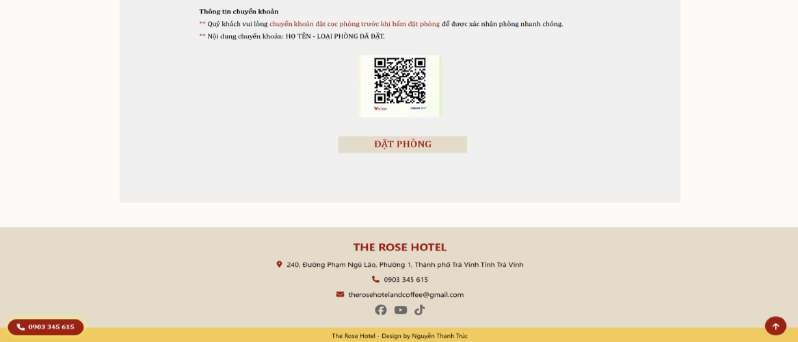 Thông tin chuyển khoản
** Quý khách vui lòng chuyển khoản đặt cọc phòng trước khi bấm đặt phòng để được xác nhận phòng nhanh chóng.
** Nội dung chuyển khoản: HỌ TÊN - LOẠI PHÒNG ĐÃ ĐẶT.
ĐẶT PHÒNG
THE ROSE HOTEL
240, Đường Phạm Ngũ Lão, Phường 1, Thành phố Trà Vinh Tỉnh Trà Vinh
0903 345 615
therosehotelandcoffee@gmail.com
0903 345 615
The Rose Hotel - Design by Nguyễn Thanh Trúc